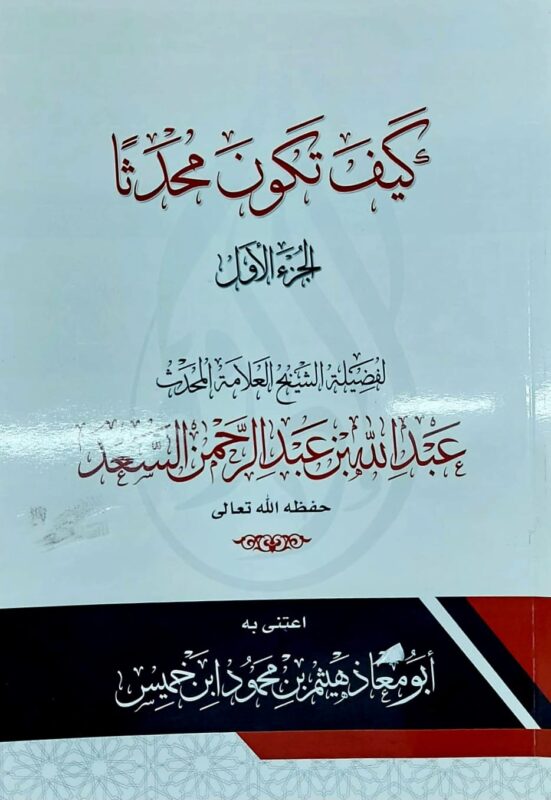 كيف تكون محدثًا
الجزء الأول
لفضيلة الشيخ العلامة المحدث
عبد الله بن عبد الرحمن السعد
حفظه الله تعالى
اعتنى به
أبو معاذ هيثم بن محمود ابن خميس